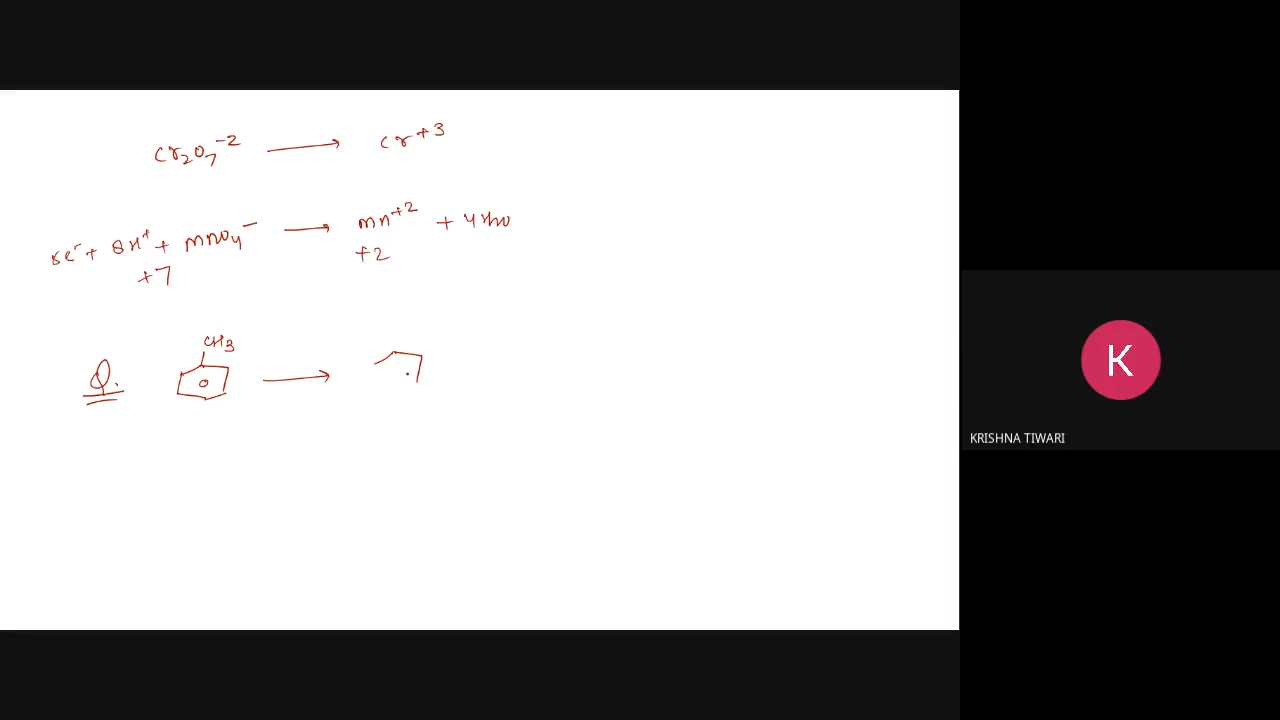 Cr₂O₇⁻² ⟶ Cr⁺³
5e⁻ + 8H⁺ + MnO₄⁻ ⟶ Mn⁺² + 4H₂O
+7 +2
CH₃
Q. ⟶
K
KRISHNA TIWARI